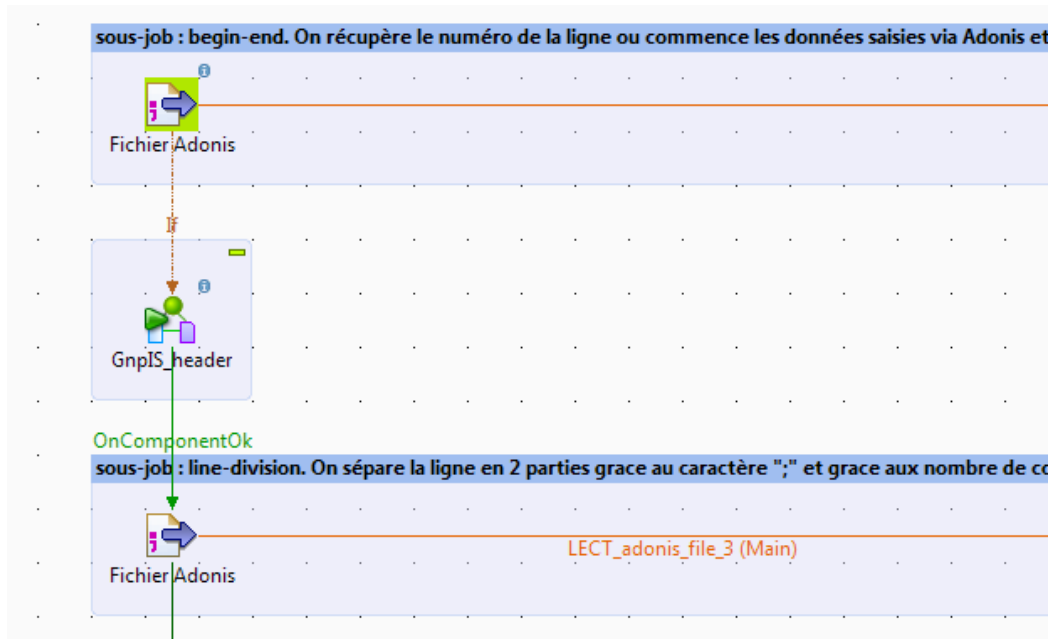 sous-job : begin-end. On récupère le numéro de la ligne ou commence les données saisies via Adonis et
Fichier Adonis
If
GnpIS_header
OnComponentOk
sous-job : line-division. On sépare la ligne en 2 parties grace au caractère ";" et grace aux nombre de co
LECT_adonis_file_3 (Main)
Fichier Adonis